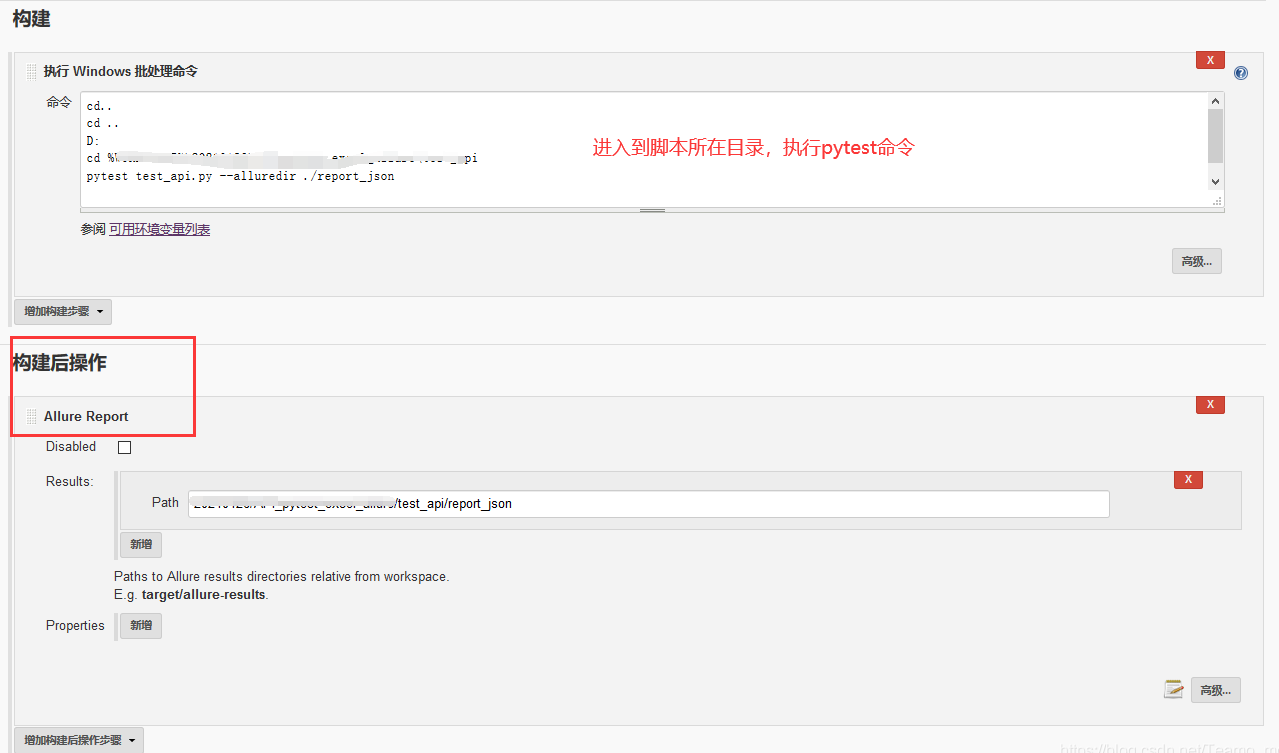 构建
X
执行 Windows 批处理命令
命令
cd..
cd ..
D:
cd
pytest test_api.py --alluredir ./report_json
进入到脚本所在目录，执行pytest命令
参阅 可用环境变量列表
高级...
增加构建步骤
构建后操作
X
Allure Report
Disabled
Results:
X
Path
/test_api/report_json
新增
Paths to Allure results directories relative from workspace.
E.g. target/allure-results.
Properties
新增
高级...
增加构建后操作步骤